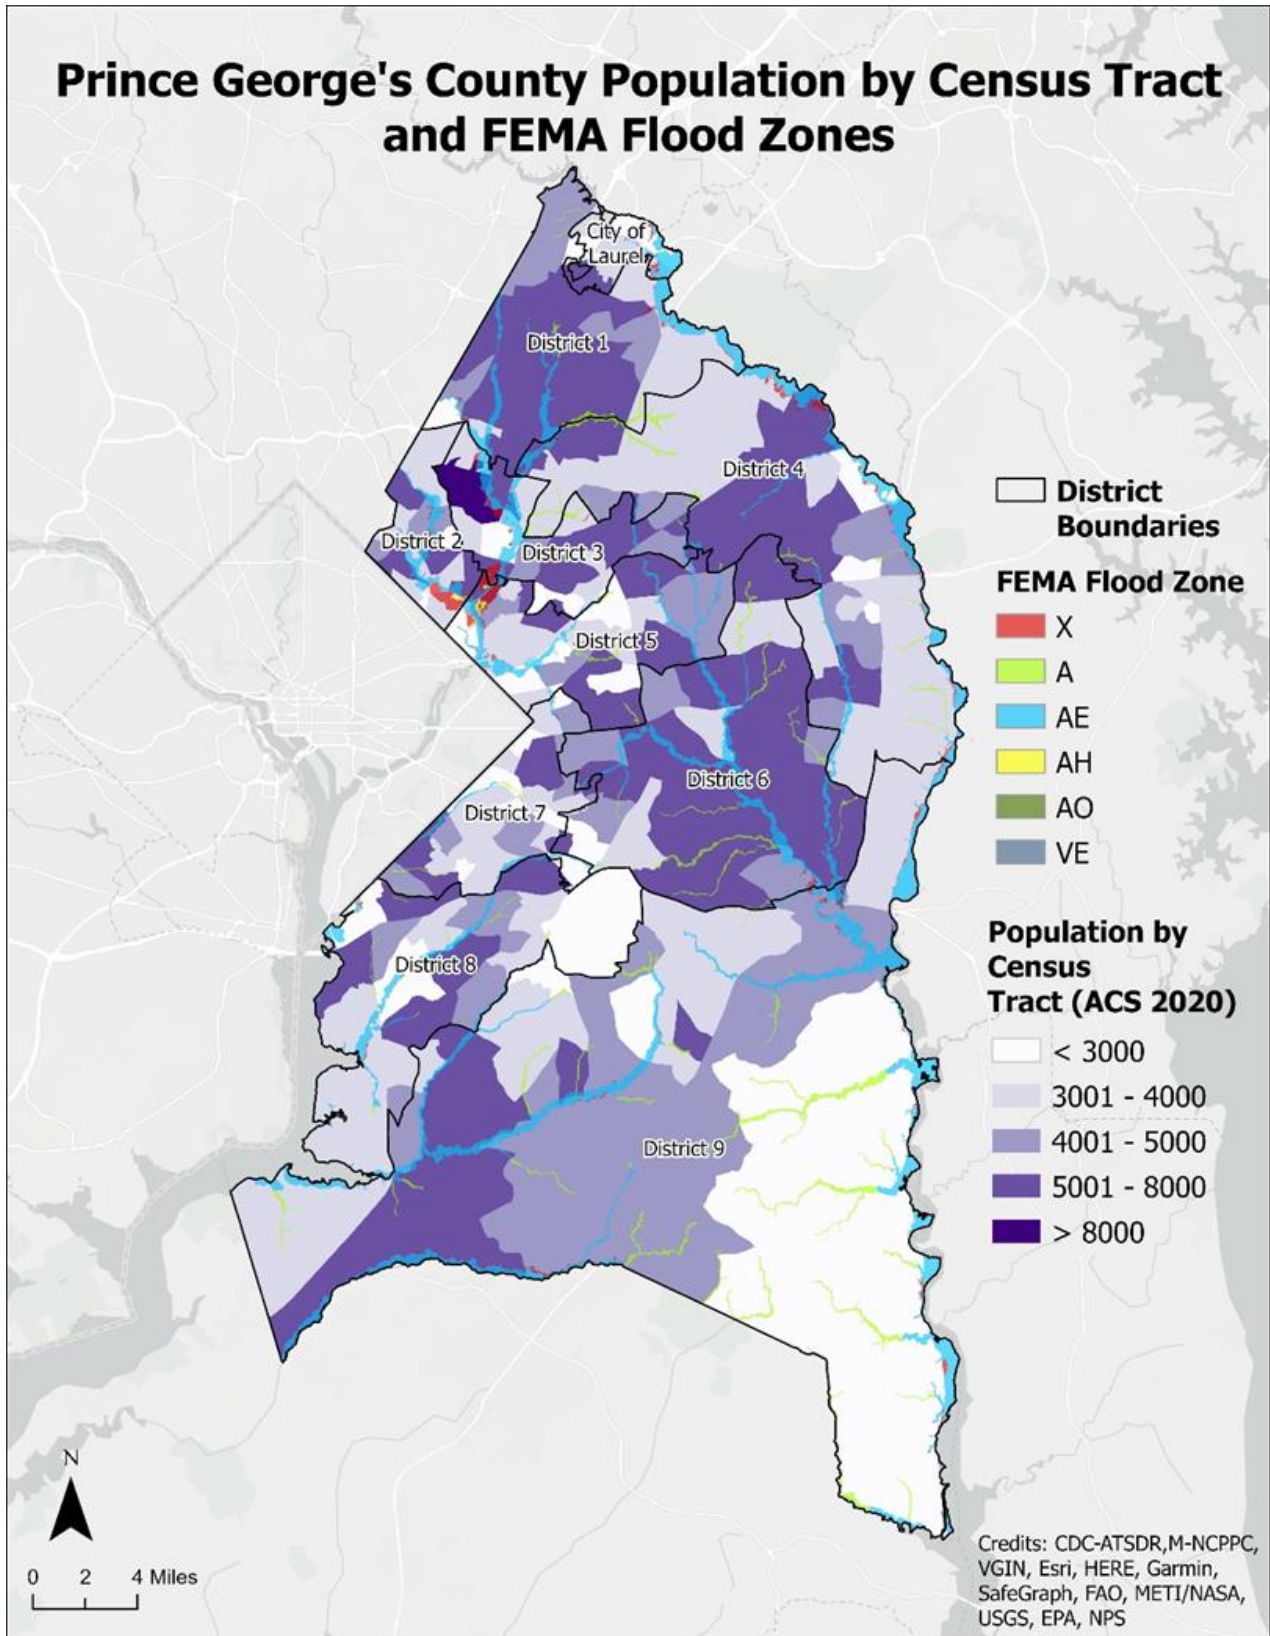 Prince George's County Population by Census Tract
and FEMA Flood Zones
City of
Laurel
District 1
District 4
District 2
District 3
District 5
District 6
District 7
District 8
District 9
District
Boundaries
FEMA Flood Zone
X
A
AE
AH
AO
VE
Population by
Census
Tract (ACS 2020)
< 3000
3001 - 4000
4001 - 5000
5001 - 8000
> 8000
N
0 2 4 Miles
Credits: CDC-ATSDR,M-NCPPC,
VGIN, Esri, HERE, Garmin,
SafeGraph, FAO, METI/NASA,
USGS, EPA, NPS